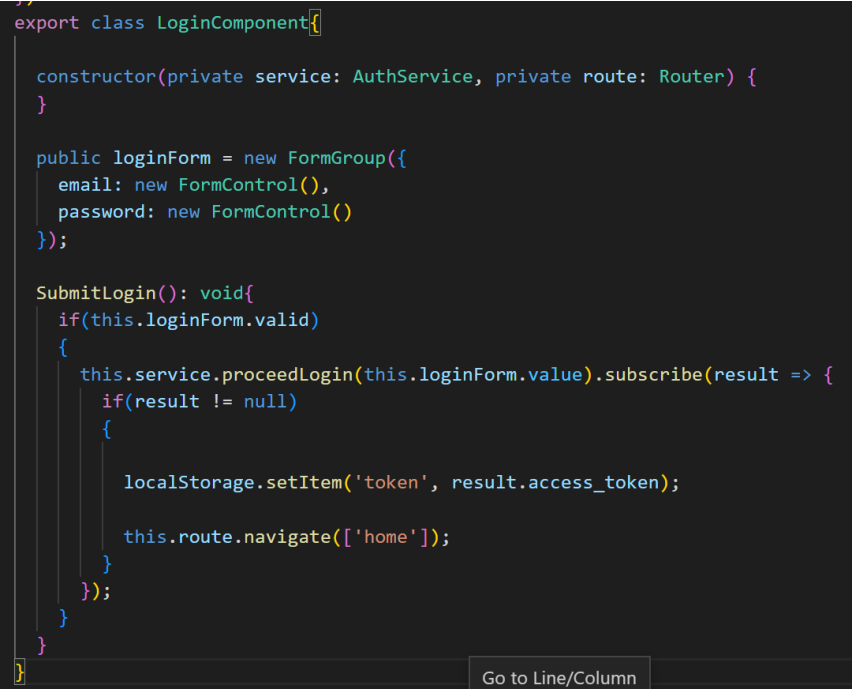 export class LoginComponent{
constructor(private service: AuthService, private route: Router) {
}
public loginForm = new FormGroup({
email: new FormControl(),
password: new FormControl()
});
SubmitLogin(): void{
if(this.loginForm.valid)
{
this.service.proceedLogin(this.loginForm.value).subscribe(result => {
if(result != null)
{
localStorage.setItem('token', result.access_token);
this.route.navigate(['home']);
}
});
}
}
}
Go to Line/Column